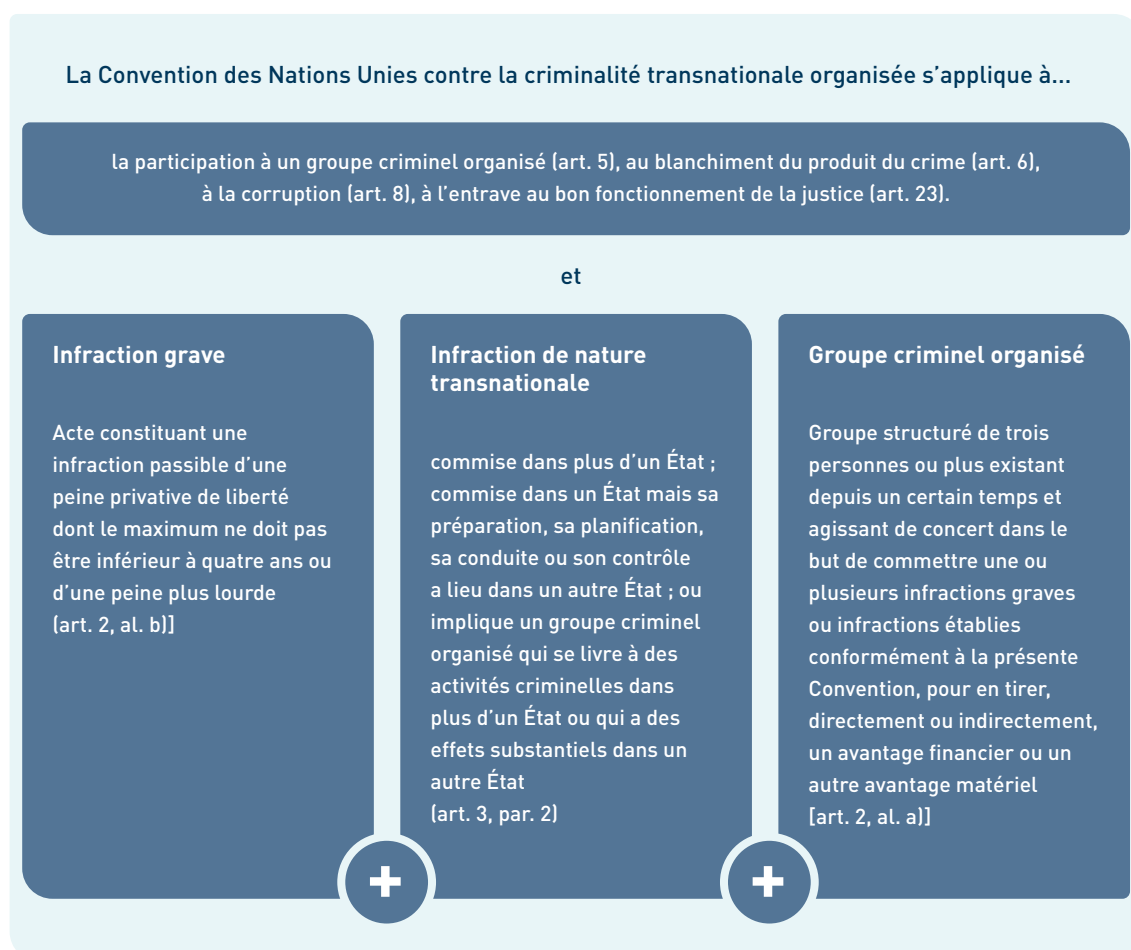 La Convention des Nations Unies contre la criminalité transnationale organisée s’applique à...
la participation à un groupe criminel organisé (art. 5), au blanchiment du produit du crime (art. 6),
à la corruption (art. 8), à l’entrave au bon fonctionnement de la justice (art. 23).
et
Infraction grave
Acte constituant une
infraction passible d’une
peine privative de liberté
dont le maximum ne doit pas
être inférieur à quatre ans ou
d’une peine plus lourde
(art. 2, al. b)]
Infraction de nature
transnationale
commise dans plus d’un État ;
commise dans un État mais sa
préparation, sa planification,
sa conduite ou son contrôle
a lieu dans un autre État ; ou
implique un groupe criminel
organisé qui se livre à des
activités criminelles dans
plus d’un État ou qui a des
effets substantiels dans un
autre État
(art. 3, par. 2)
Groupe criminel organisé
Groupe structuré de trois
personnes ou plus existant
depuis un certain temps et
agissant de concert dans le
but de commettre une ou
plusieurs infractions graves
ou infractions établies
conformément à la présente
Convention, pour en tirer,
directement ou indirectement,
un avantage financier ou un
autre avantage matériel
[art. 2, al. a)]
+
+